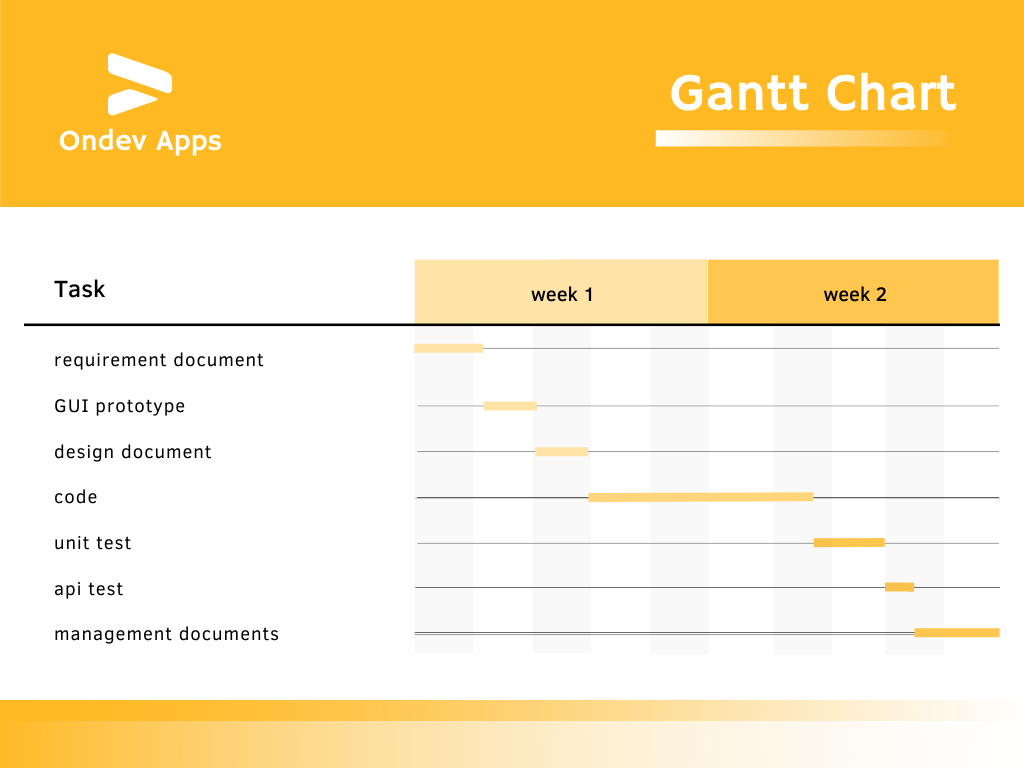 Ondev Apps
Gantt Chart
Task
week 1
week 2
requirement document
GUI prototype
design document
code
unit test
api test
management documents